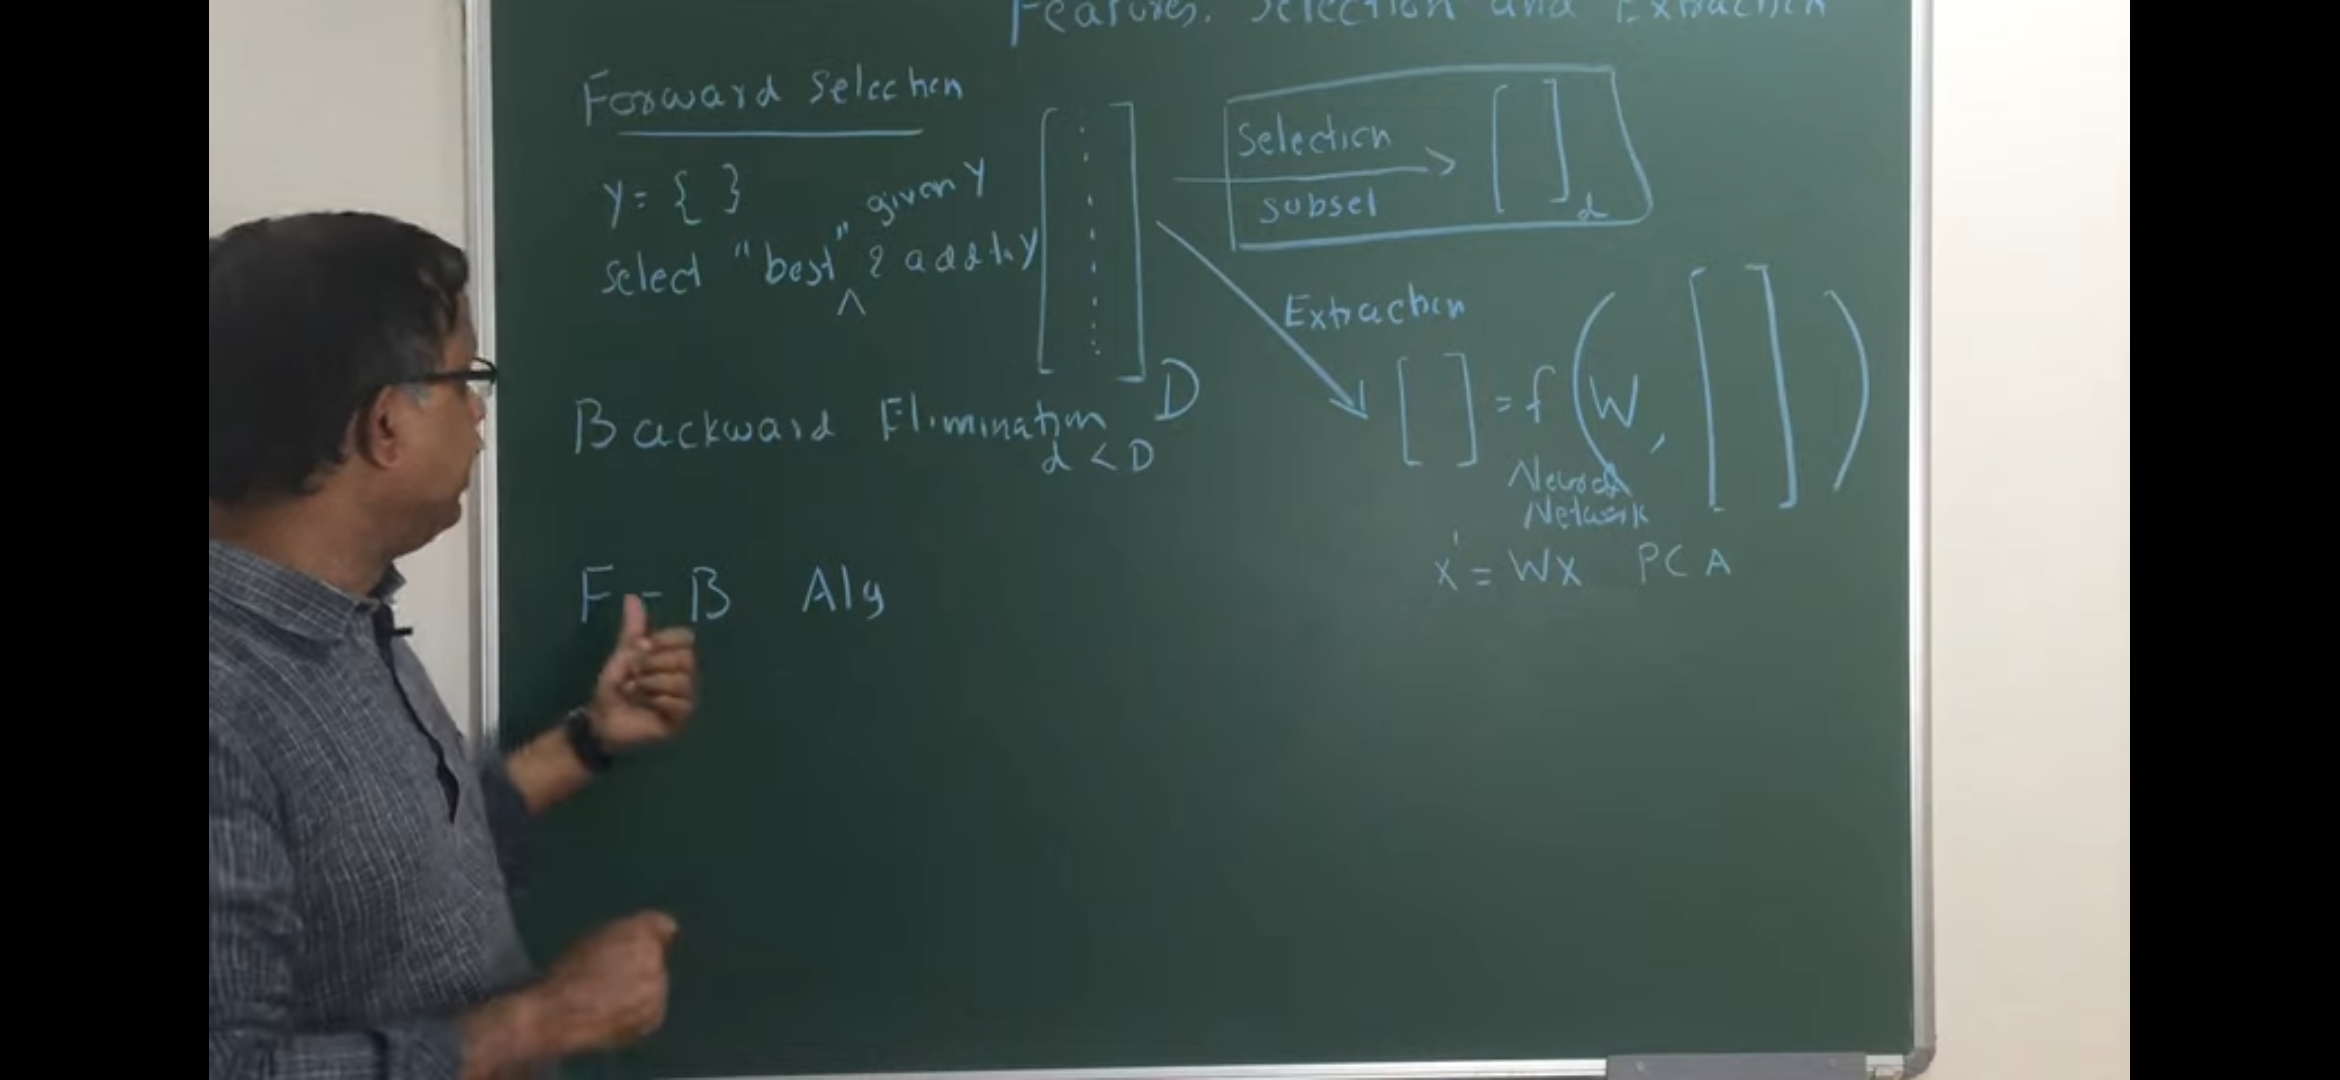 Features. Selection and Extraction
Forward Selection
Y = { }
given Y
select "best" ^ & add to Y
Backward Elimination
F - B Alg
D
d < D
Selection
subset
[ ]d
Extraction
[ ] = f ( W , [ ] )
Neural
Network
x' = Wx PCA